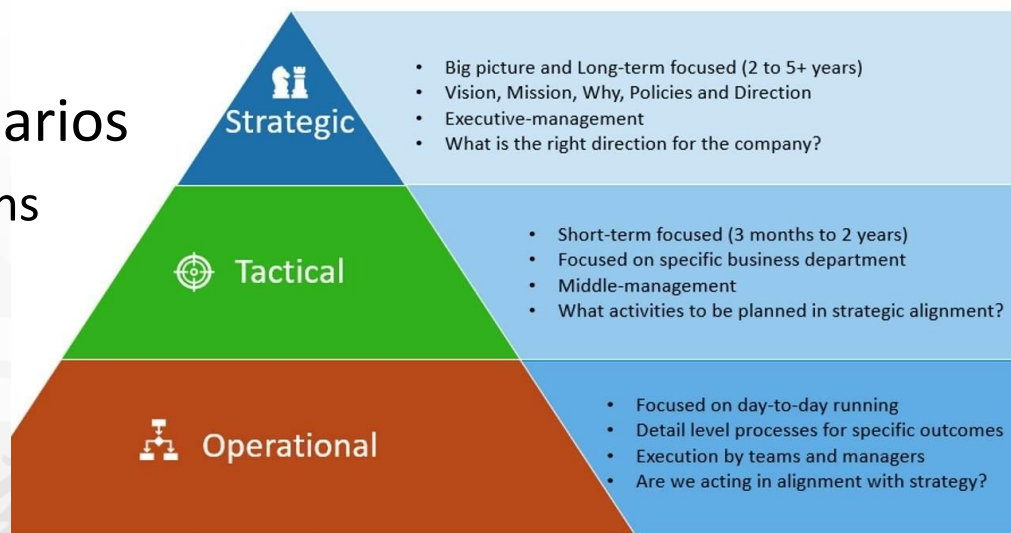 arios
ns
Strategic
• Big picture and Long-term focused (2 to 5+ years)
• Vision, Mission, Why, Policies and Direction
• Executive-management
• What is the right direction for the company?
Tactical
• Short-term focused (3 months to 2 years)
• Focused on specific business department
• Middle-management
• What activities to be planned in strategic alignment?
Operational
• Focused on day-to-day running
• Detail level processes for specific outcomes
• Execution by teams and managers
• Are we acting in alignment with strategy?